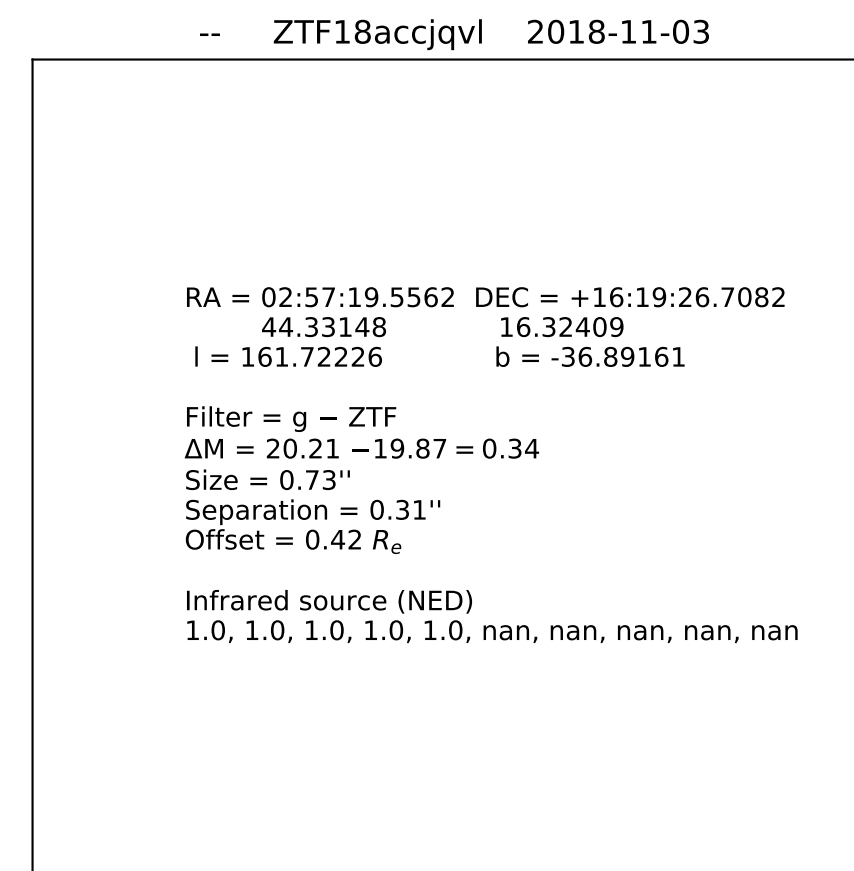 -- ZTF18accjqvl 2018-11-03
RA = 02:57:19.5562 DEC = +16:19:26.7082
44.33148 16.32409
l = 161.72226 b = -36.89161
Filter = g − ZTF
ΔM = 20.21 −19.87 = 0.34
Size = 0.73''
Separation = 0.31''
Offset = 0.42 Re
Infrared source (NED)
1.0, 1.0, 1.0, 1.0, 1.0, nan, nan, nan, nan, nan